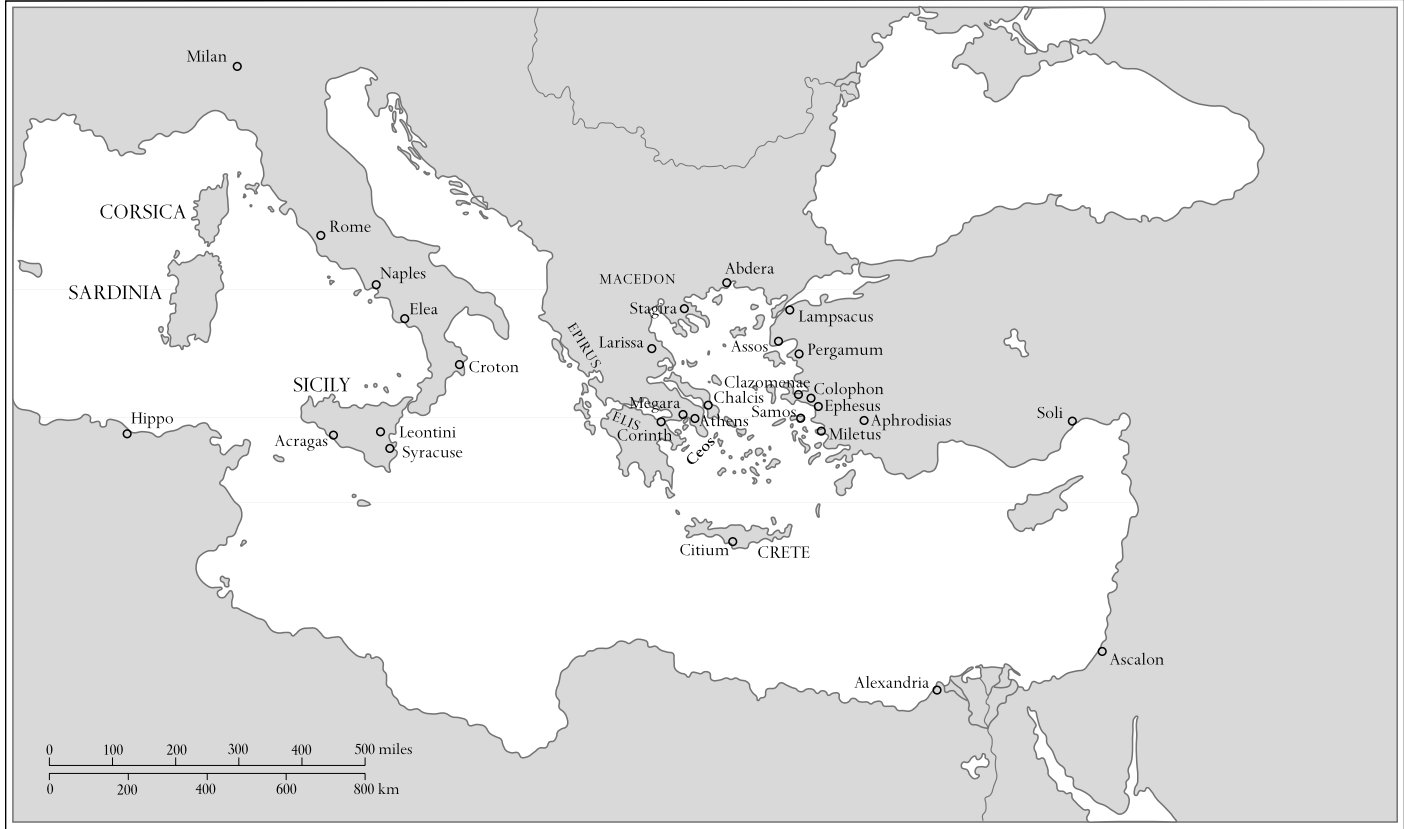 Milan
CORSICA
Rome
SARDINIA
Naples
Elea
Croton
SICILY
Hippo
Acragas
Leontini
Syracuse
MACEDON
Abdera
Stagira
Lampsacus
EPIRUS
Larissa
Assos
Pergamum
Clazomenae
Colophon
Chalcis
Megara
Ephesus
Samos
ELIS
Athens
Aphrodisias
Soli
Corinth
Miletus
Ceos
Citium
CRETE
Ascalon
Alexandria
0 100 200 300 400 500 miles
0 200 400 600 800 km